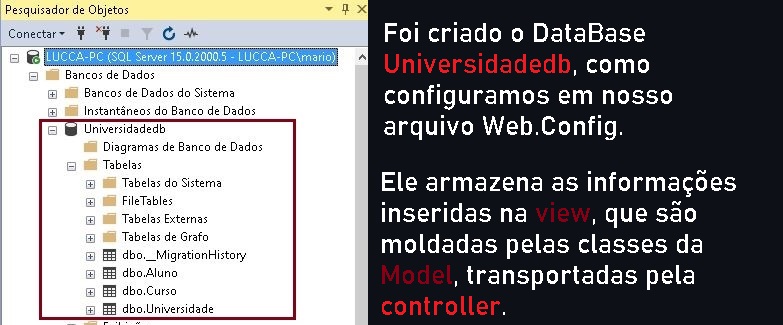 Pesquisador de Objetos
Conectar
LUCCA-PC (SQL Server 15.0.2000.5 - LUCCA-PC\mario)
Bancos de Dados
Bancos de Dados do Sistema
Instantâneos do Banco de Dados
Universidadedb
Diagramas de Banco de Dados
Tabelas
Tabelas do Sistema
FileTables
Tabelas Externas
Tabelas de Grafo
dbo.__MigrationHistory
dbo.Aluno
dbo.Curso
dbo.Universidade
Foi criado o DataBase
Universidadedb, como
configuramos em nosso
arquivo Web.Config.
Ele armazena as informações
inseridas na view, que são
moldadas pelas classes da
Model, transportadas pela
controller.